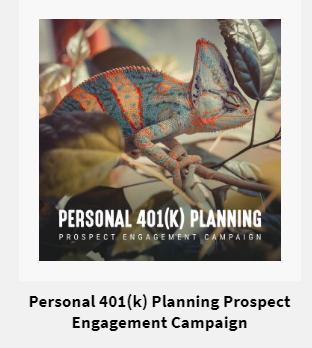 PERSONAL 401(K) PLANNING
PROSPECT ENGAGEMENT CAMPAIGN
Personal 401(k) Planning Prospect
Engagement Campaign